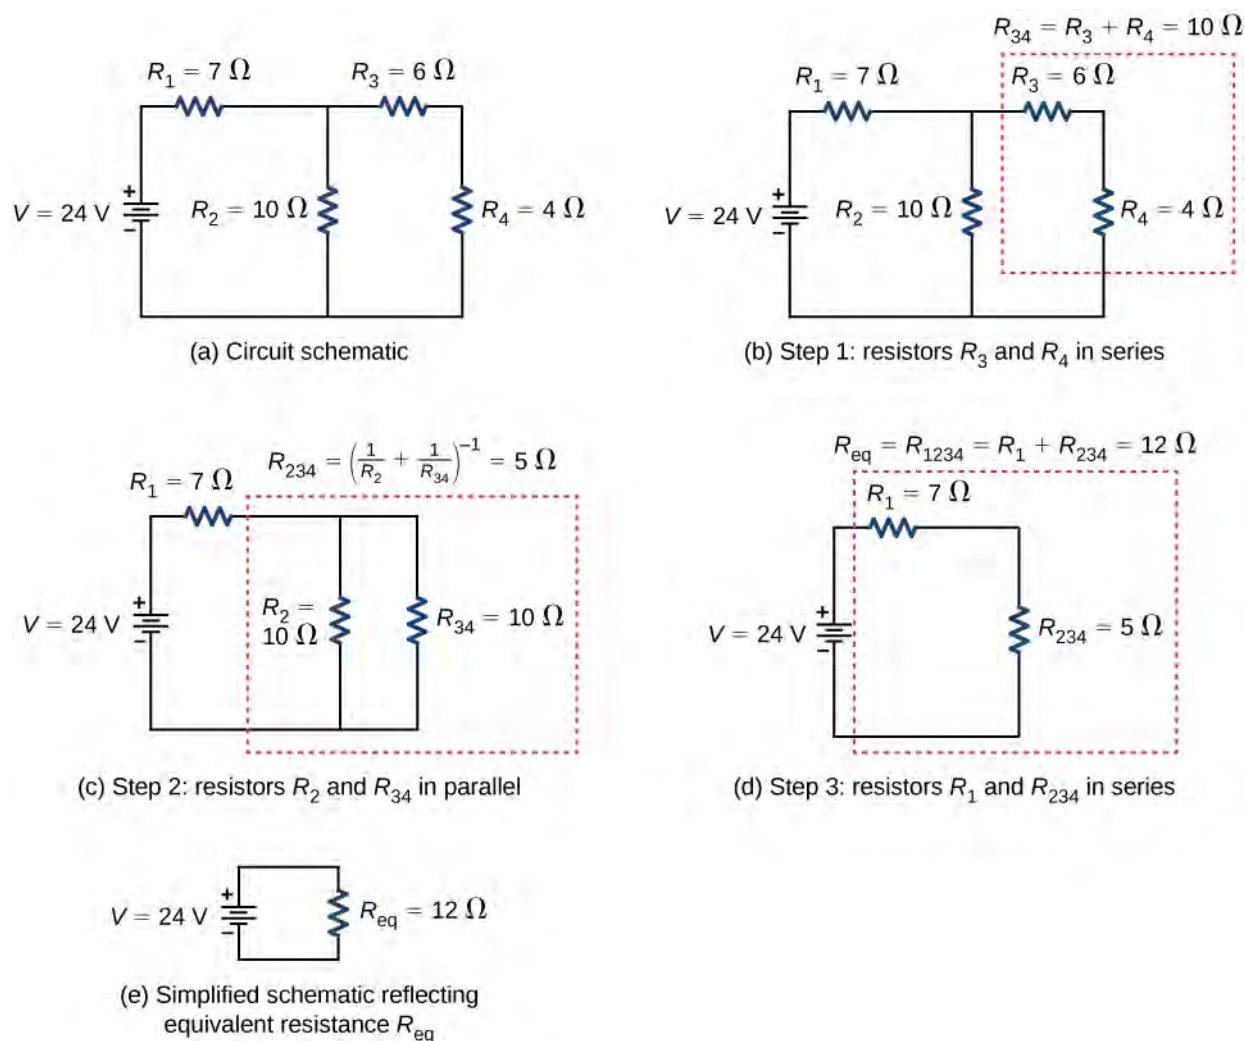 R₁ = 7 Ω
R₃ = 6 Ω
V = 24 V
+
−
R₂ = 10 Ω
R₄ = 4 Ω
(a) Circuit schematic
R₃₄ = R₃ + R₄ = 10 Ω
R₁ = 7 Ω
R₃ = 6 Ω
V = 24 V
+
−
R₂ = 10 Ω
R₄ = 4 Ω
(b) Step 1: resistors R₃ and R₄ in series
R₂₃₄ = (1/R₂ + 1/R₃₄)⁻¹ = 5 Ω
R₁ = 7 Ω
V = 24 V
+
−
R₂ =
10 Ω
R₃₄ = 10 Ω
(c) Step 2: resistors R₂ and R₃₄ in parallel
R_eq = R₁₂₃₄ = R₁ + R₂₃₄ = 12 Ω
R₁ = 7 Ω
V = 24 V
+
−
R₂₃₄ = 5 Ω
(d) Step 3: resistors R₁ and R₂₃₄ in series
V = 24 V
+
−
R_eq = 12 Ω
(e) Simplified schematic reflecting
equivalent resistance R_eq